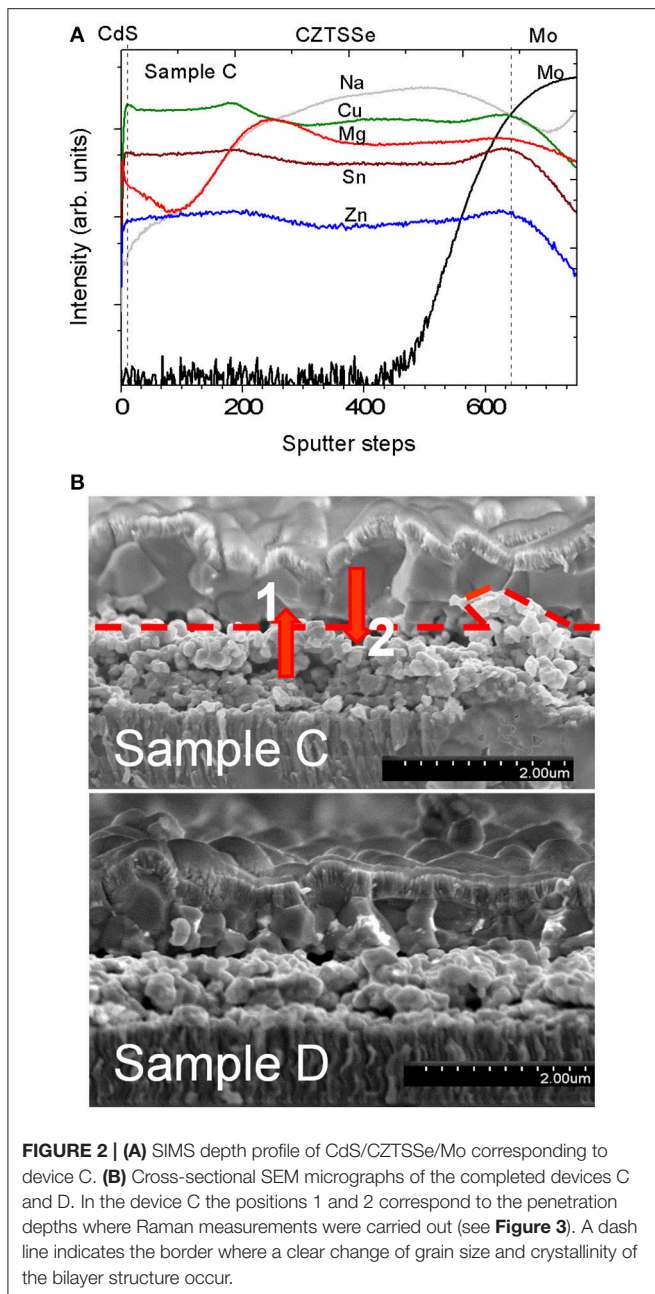 A
CdS CZTSSe Mo
Sample C
Na
Mo
Cu
Mg
Sn
Zn
Intensity (arb. units)
0 200 400 600
Sputter steps
B
1
2
Sample C
2.00um
Sample D
2.00um
FIGURE 2 | (A) SIMS depth profile of CdS/CZTSSe/Mo corresponding to
device C. (B) Cross-sectional SEM micrographs of the completed devices C
and D. In the device C the positions 1 and 2 correspond to the penetration
depths where Raman measurements were carried out (see Figure 3). A dash
line indicates the border where a clear change of grain size and crystallinity of
the bilayer structure occur.